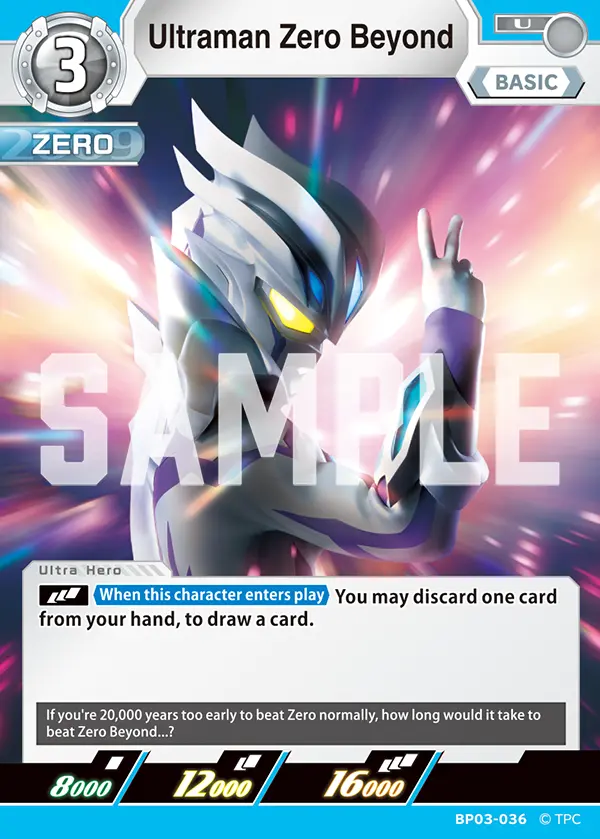 3
Ultraman Zero Beyond
U
BASIC
2009
ZERO
SAMPLE
Ultra Hero
When this character enters play You may discard one card
from your hand, to draw a card.
If you're 20,000 years too early to beat Zero normally, how long would it take to
beat Zero Beyond...?
8000 12000 16000
BP03-036 © TPC